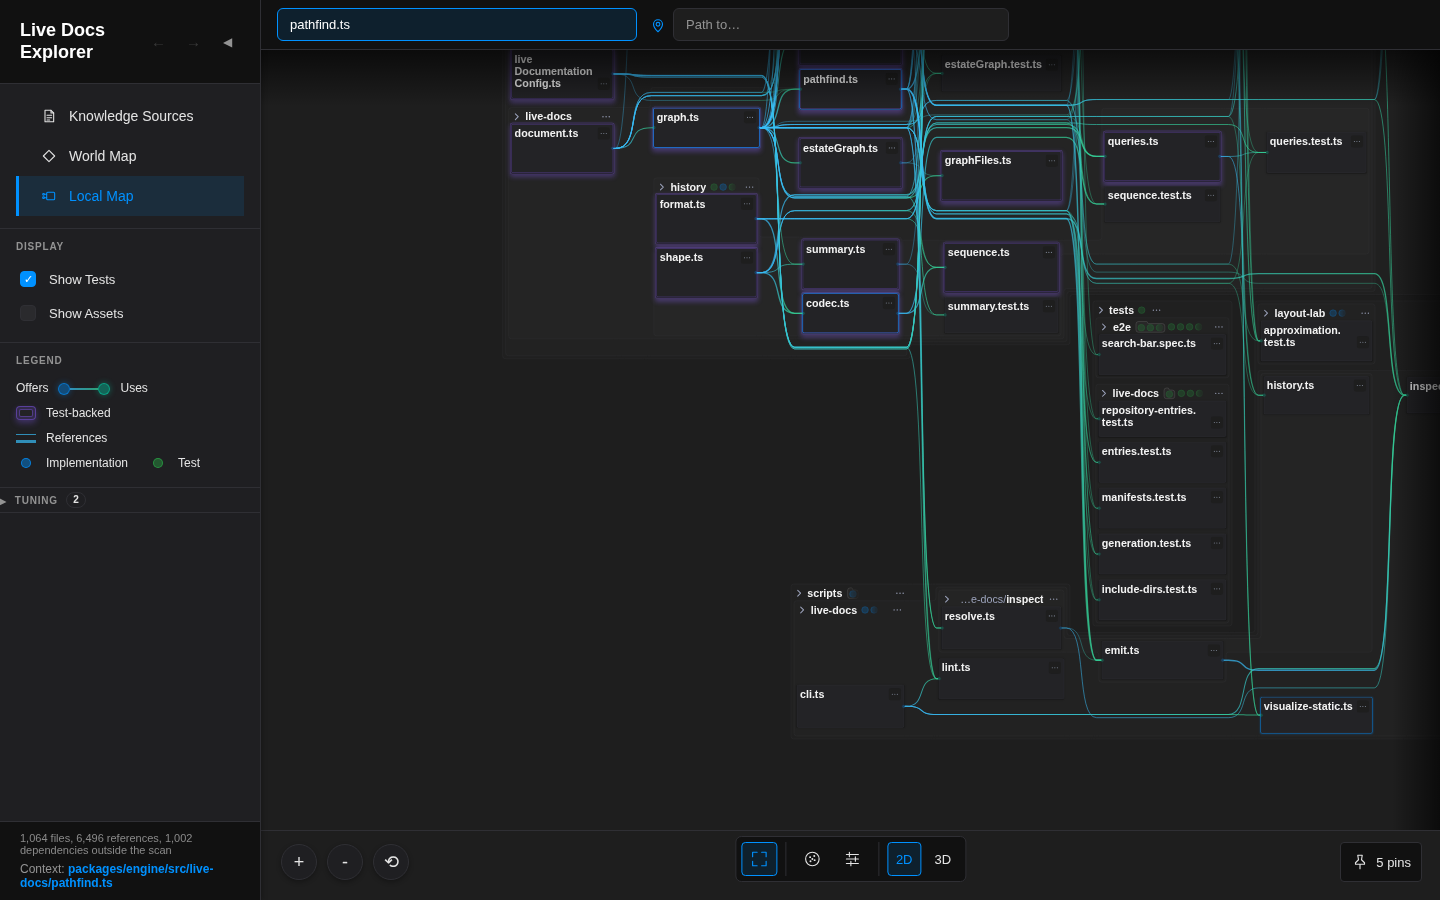 Live Docs
Explorer
Knowledge Sources
World Map
Local Map
DISPLAY
Show Tests
Show Assets
LEGEND
Offers
Uses
Test-backed
References
Implementation
Test
TUNING
2
1,064 files, 6,496 references, 1,002
dependencies outside the scan
Context: packages/engine/src/live-
docs/pathfind.ts
pathfind.ts
Path to…
live
Documentation
Config.ts
live-docs
document.ts
graph.ts
history
format.ts
shape.ts
pathfind.ts
estateGraph.ts
summary.ts
codec.ts
estateGraph.test.ts
graphFiles.ts
sequence.ts
summary.test.ts
queries.ts
sequence.test.ts
queries.test.ts
tests
e2e
search-bar.spec.ts
live-docs
repository-entries.
test.ts
entries.test.ts
manifests.test.ts
generation.test.ts
include-dirs.test.ts
layout-lab
approximation.
test.ts
history.ts
inspec
scripts
live-docs
cli.ts
…e-docs/inspect
resolve.ts
lint.ts
emit.ts
visualize-static.ts
+
-
2D
3D
5 pins